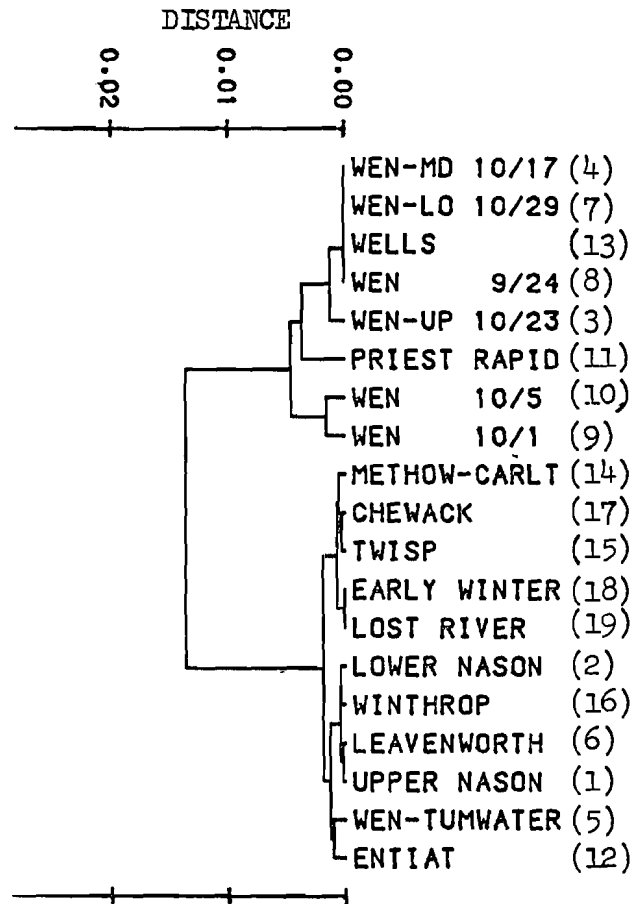 DISTANCE
0.02 0.01 0.00
WEN-MD 10/17 (4)
WEN-LO 10/29 (7)
WELLS (13)
WEN 9/24 (8)
WEN-UP 10/23 (3)
PRIEST RAPID (11)
WEN 10/5 (10)
WEN 10/1 (9)
METHOW-CARLT (14)
CHEWACK (17)
TWISP (15)
EARLY WINTER (18)
LOST RIVER (19)
LOWER NASON (2)
WINTHROP (16)
LEAVENWORTH (6)
UPPER NASON (1)
WEN-TUMWATER (5)
ENTIAT (12)